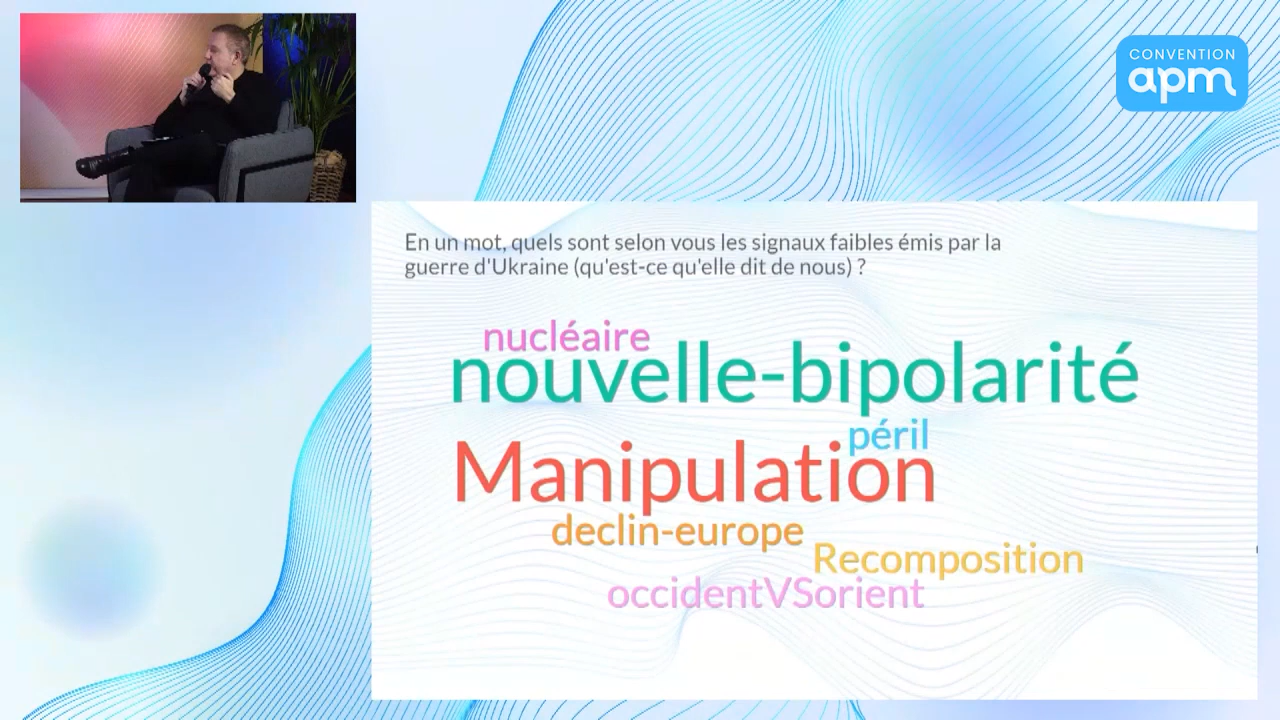 CONVENTION
apm
En un mot, quels sont selon vous les signaux faibles émis par la
guerre d'Ukraine (qu'est-ce qu'elle dit de nous) ?
nucléaire
nouvelle-bipolarité
péril
Manipulation
declin-europe
Recomposition
occidentVSorient